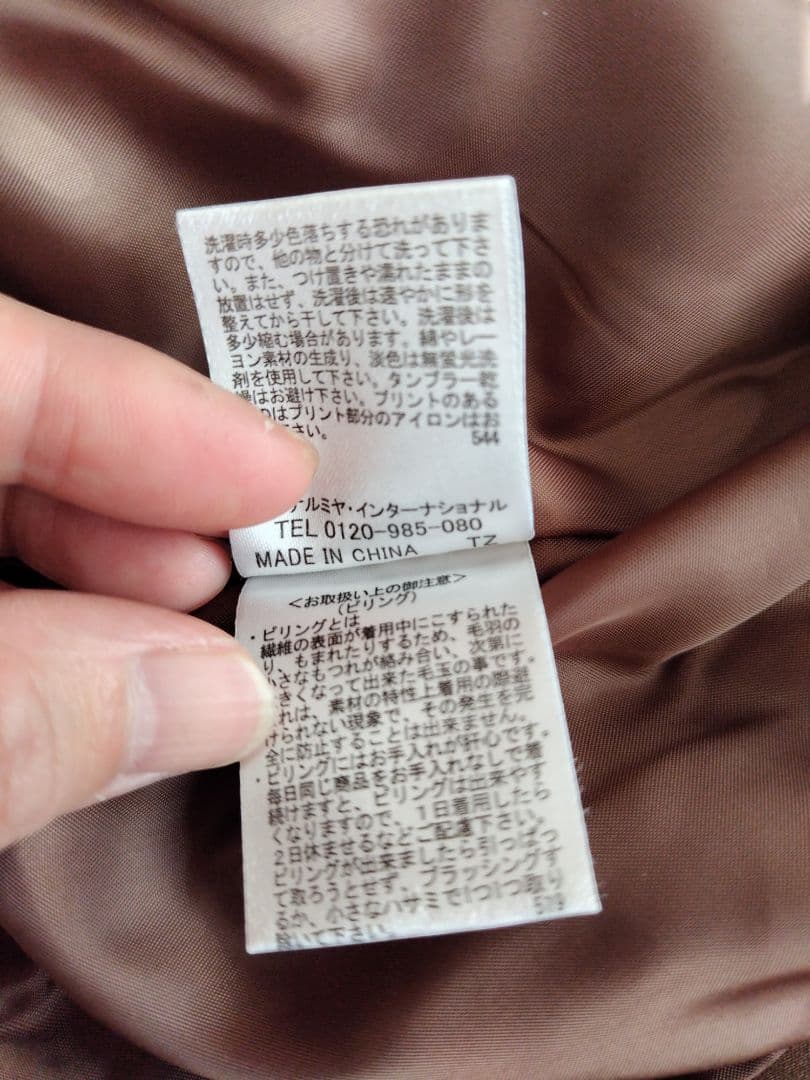 洗濯時多少色落ちする恐れがありま
すので、他の物と分けて洗って下さ
い。また、つけ置きや濡れたままの
放置はせず、洗濯後は速やかに形を
整えてから干して下さい。洗濯後は
多少縮む場合があります。綿やレー
ヨン素材の生成り、淡色は無蛍光洗
剤を使用して下さい。タンブラー乾
燥はお避け下さい。プリントのある
はプリント部分のアイロンはお
さい。
544
ナルミヤ・インターナショナル
TEL 0120-985-080
MADE IN CHINA TZ
<お取扱い上の御注意>
(ピリング)
・ピリングとは
繊維の表面が着用中にこすられた
り、もまれたりするため、毛羽の
小さなもつれが絡み合い、次第に
きくなって出来た毛玉の事です。
れは、素材の特性上着用の際避
けられない現象で、その発生を完
全に防止することは出来ません。
・ピリングにはお手入れが肝心です。
毎日同じ商品をお手入れなしで着
続けますと、ピリングは出来やす
くなりますので、1日着用したら
2日休ませるなどご配慮下さい。
ピリングが出来ましたら引っぱっ
て取ろうとせず、ブラッシングす
るか、小さなハサミで1つ1つ取り
除いて下さい。